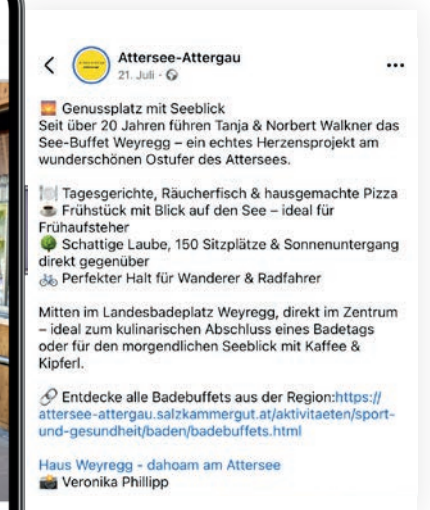 Attersee-Attergau
21. Juli ·
🌅 Genussplatz mit Seeblick
Seit über 20 Jahren führen Tanja & Norbert Walkner das
See-Buffet Weyregg – ein echtes Herzensprojekt am
wunderschönen Ostufer des Attersees.
🍽️ Tagesgerichte, Räucherfisch & hausgemachte Pizza
☕ Frühstück mit Blick auf den See – ideal für
Frühaufsteher
🌳 Schattige Laube, 150 Sitzplätze & Sonnenuntergang
direkt gegenüber
🚲 Perfekter Halt für Wanderer & Radfahrer
Mitten im Landesbadeplatz Weyregg, direkt im Zentrum
– ideal zum kulinarischen Abschluss eines Badetags
oder für den morgendlichen Seeblick mit Kaffee &
Kipferl.
🔗 Entdecke alle Badebuffets aus der Region:https://
attersee-attergau.salzkammergut.at/aktivitaeten/sport-
und-gesundheit/baden/badebuffets.html
Haus Weyregg - dahoam am Attersee
📸 Veronika Phillipp